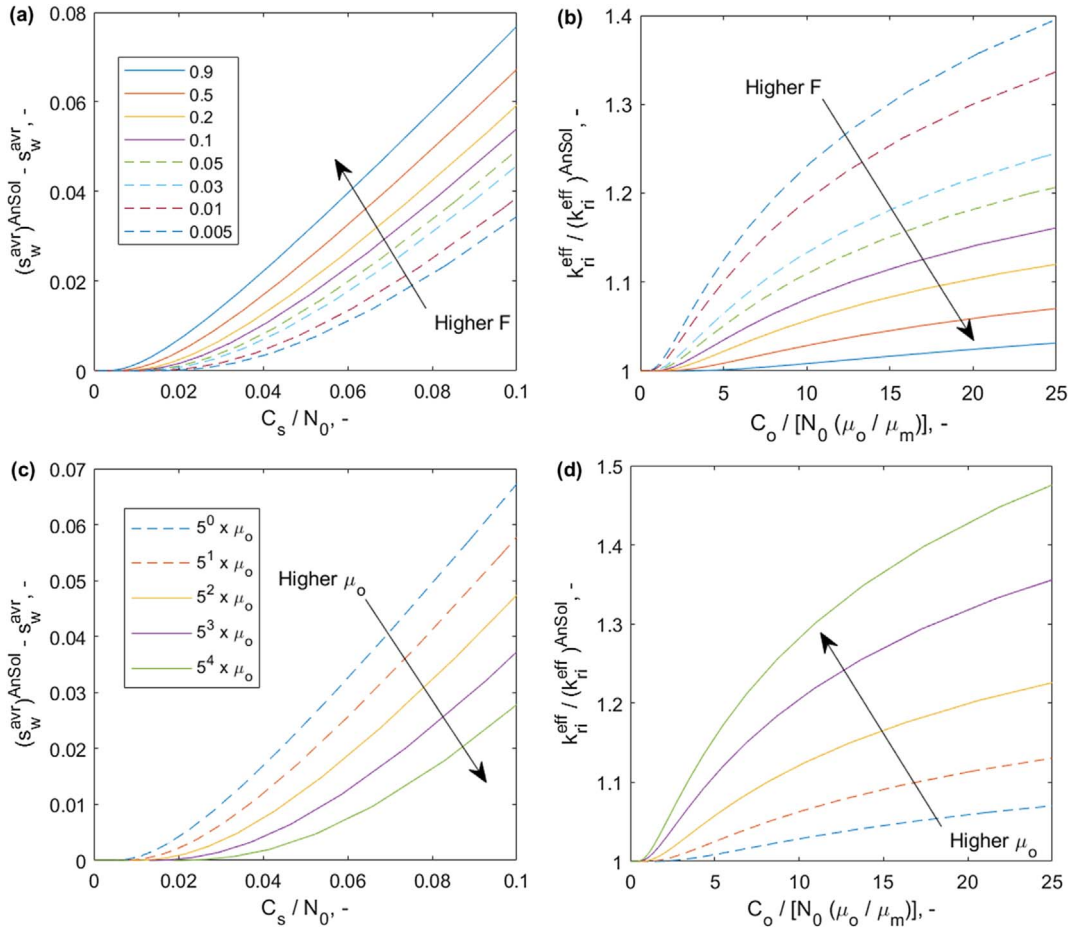 (a)
0.08
0.06
0.04
0.02
0
0 0.02 0.04 0.06 0.08 0.1
(s_w^avr)^AnSol - s_w^avr, -
C_s / N_0, -
0.9
0.5
0.2
0.1
0.05
0.03
0.01
0.005
Higher F
(b)
1.4
1.3
1.2
1.1
1
0 5 10 15 20 25
k_ri^eff / (k_ri^eff)^AnSol, -
C_o / [N_0 (μ_o / μ_m)], -
Higher F
(c)
0.07
0.06
0.05
0.04
0.03
0.02
0.01
0
0 0.02 0.04 0.06 0.08 0.1
(s_w^avr)^AnSol - s_w^avr, -
C_s / N_0, -
5^0 x μ_o
5^1 x μ_o
5^2 x μ_o
5^3 x μ_o
5^4 x μ_o
Higher μ_o
(d)
1.5
1.4
1.3
1.2
1.1
1
0 5 10 15 20 25
k_ri^eff / (k_ri^eff)^AnSol, -
C_o / [N_0 (μ_o / μ_m)], -
Higher μ_o